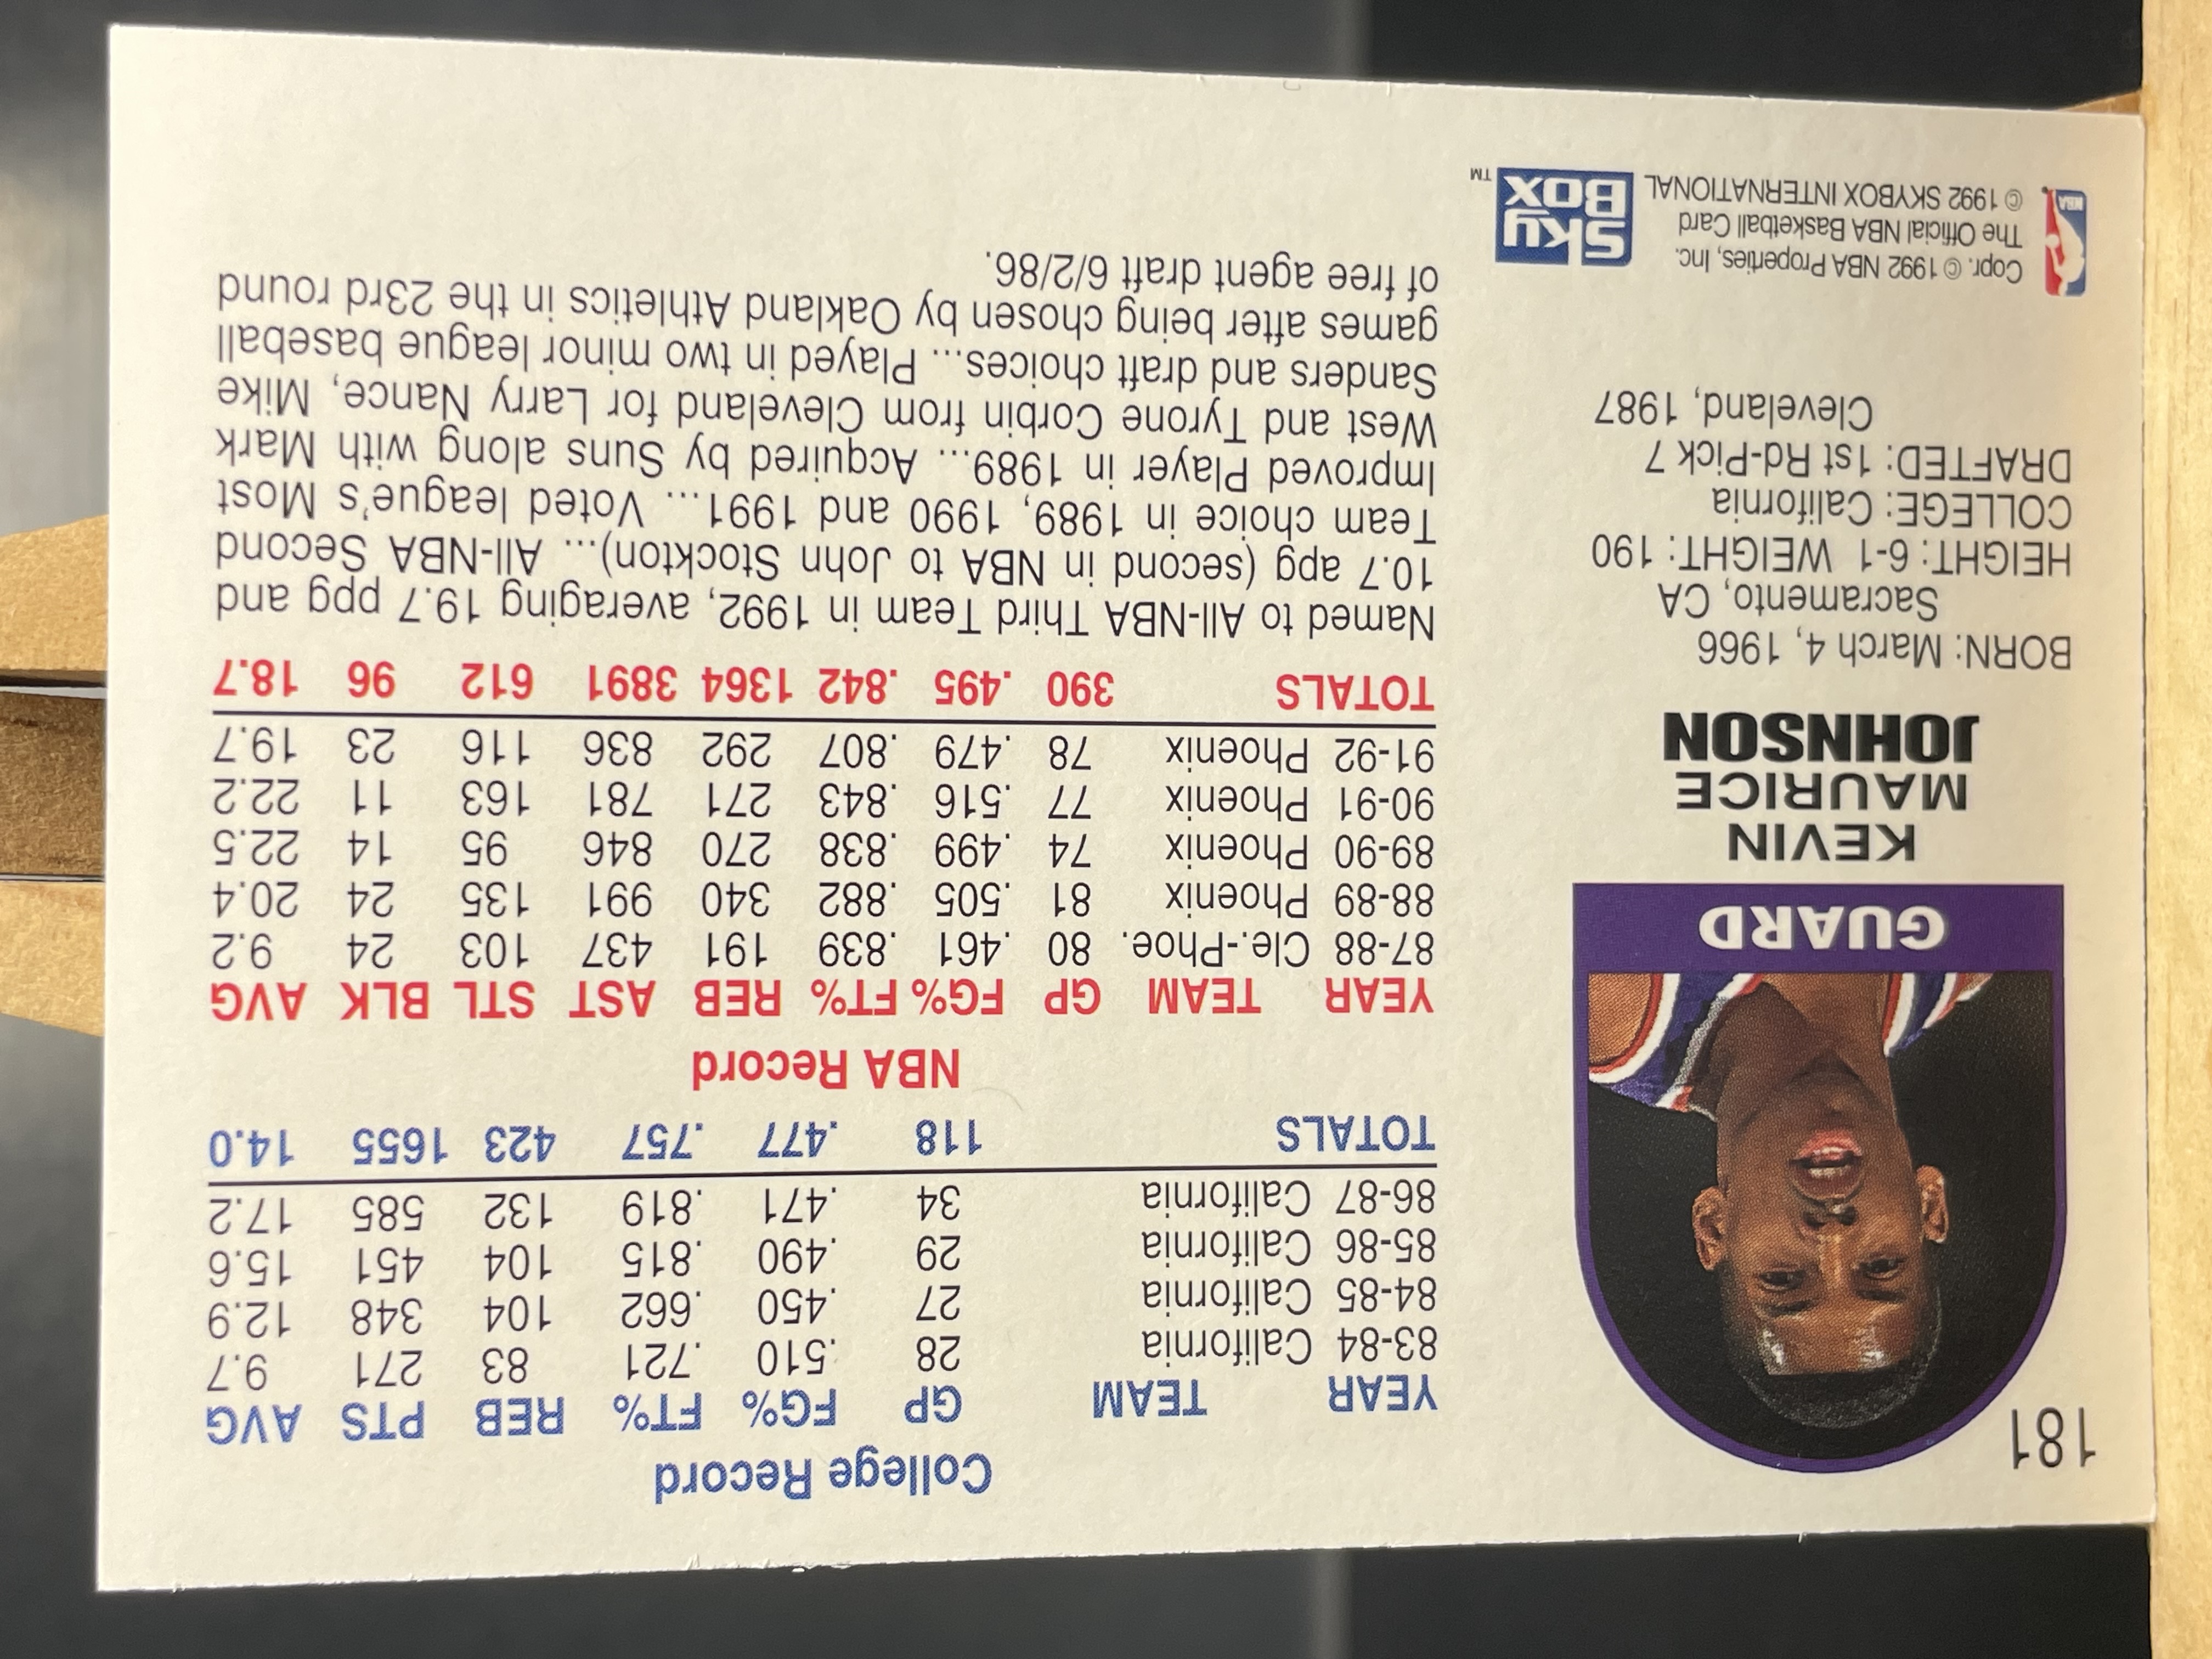 181
GUARD
KEVIN
MAURICE
JOHNSON
BORN: March 4, 1966
Sacramento, CA
HEIGHT: 6-1 WEIGHT: 190
COLLEGE: California
DRAFTED: 1st Rd-Pick 7
Cleveland, 1987
Copr. © 1992 NBA Properties, Inc.
The Official NBA Basketball Card
© 1992 SKYBOX INTERNATIONAL
NBA
SKY
BOX
TM
College Record
YEAR TEAM GP FG% FT% REB PTS AVG
83-84 California 28 .510 .721 83 271 9.7
84-85 California 27 .450 .662 104 348 12.9
85-86 California 29 .490 .815 104 451 15.6
86-87 California 34 .471 .819 132 585 17.2
TOTALS 118 .477 .757 423 1655 14.0
NBA Record
YEAR TEAM GP FG% FT% REB AST STL BLK AVG
87-88 Cle.-Phoe. 80 .461 .839 191 437 103 24 9.2
88-89 Phoenix 81 .505 .882 340 991 135 24 20.4
89-90 Phoenix 74 .499 .838 270 846 95 14 22.5
90-91 Phoenix 77 .516 .843 271 781 163 11 22.2
91-92 Phoenix 78 .479 .807 292 836 116 23 19.7
TOTALS 390 .495 .842 1364 3891 612 96 18.7
Named to All-NBA Third Team in 1992, averaging 19.7 ppg and
10.7 apg (second in NBA to John Stockton)... All-NBA Second
Team choice in 1989, 1990 and 1991... Voted league's Most
Improved Player in 1989... Acquired by Suns along with Mark
West and Tyrone Corbin from Cleveland for Larry Nance, Mike
Sanders and draft choices... Played in two minor league baseball
games after being chosen by Oakland Athletics in the 23rd round
of free agent draft 6/2/86.